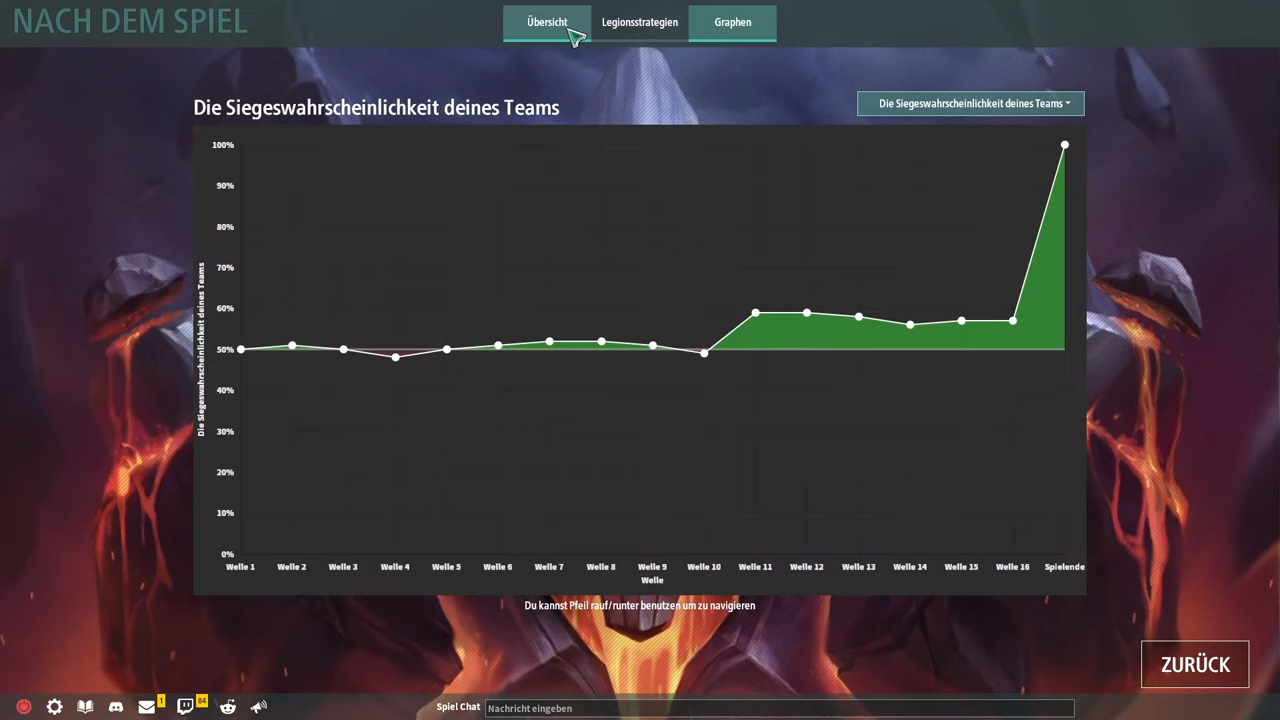 NACH DEM SPIEL
Übersicht
Legionsstrategien
Graphen
Die Siegeswahrscheinlichkeit deines Teams
Die Siegeswahrscheinlichkeit deines Teams
Die Siegeswahrscheinlichkeit deines Teams
100%
90%
80%
70%
60%
50%
40%
30%
20%
10%
0%
Welle 1 Welle 2 Welle 3 Welle 4 Welle 5 Welle 6 Welle 7 Welle 8 Welle 9 Welle 10 Welle 11 Welle 12 Welle 13 Welle 14 Welle 15 Welle 16 Spielende
Welle
Du kannst Pfeil rauf/runter benutzen um zu navigieren
ZURÜCK
1
84
Spiel Chat
Nachricht eingeben